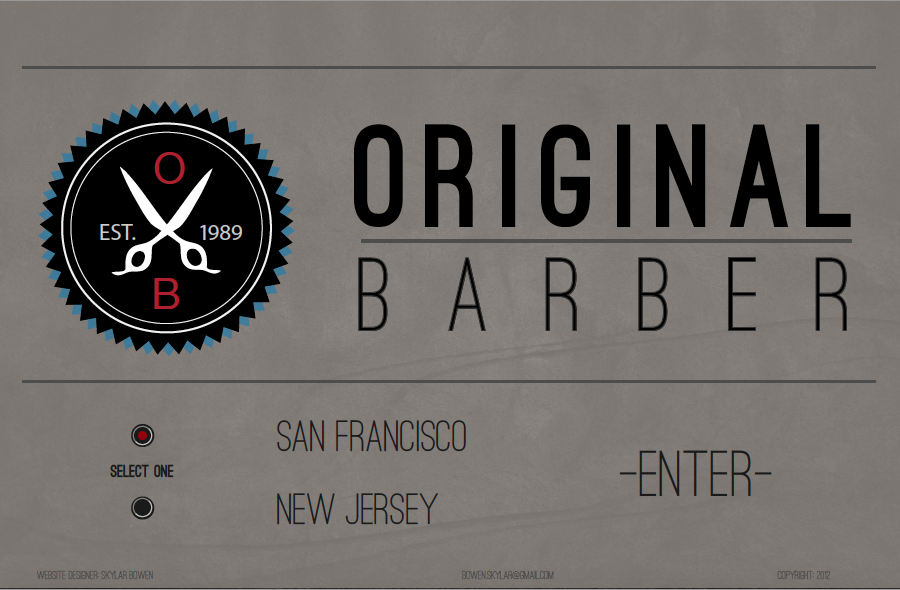 O
EST. 1989
B
ORIGINAL
BARBER
SAN FRANCISCO
SELECT ONE
NEW JERSEY
-ENTER-
WEBSITE DESIGNER: SKYLAR BOWEN
BOWEN.SKYLAR@GMAIL.COM
COPYRIGHT: 2012